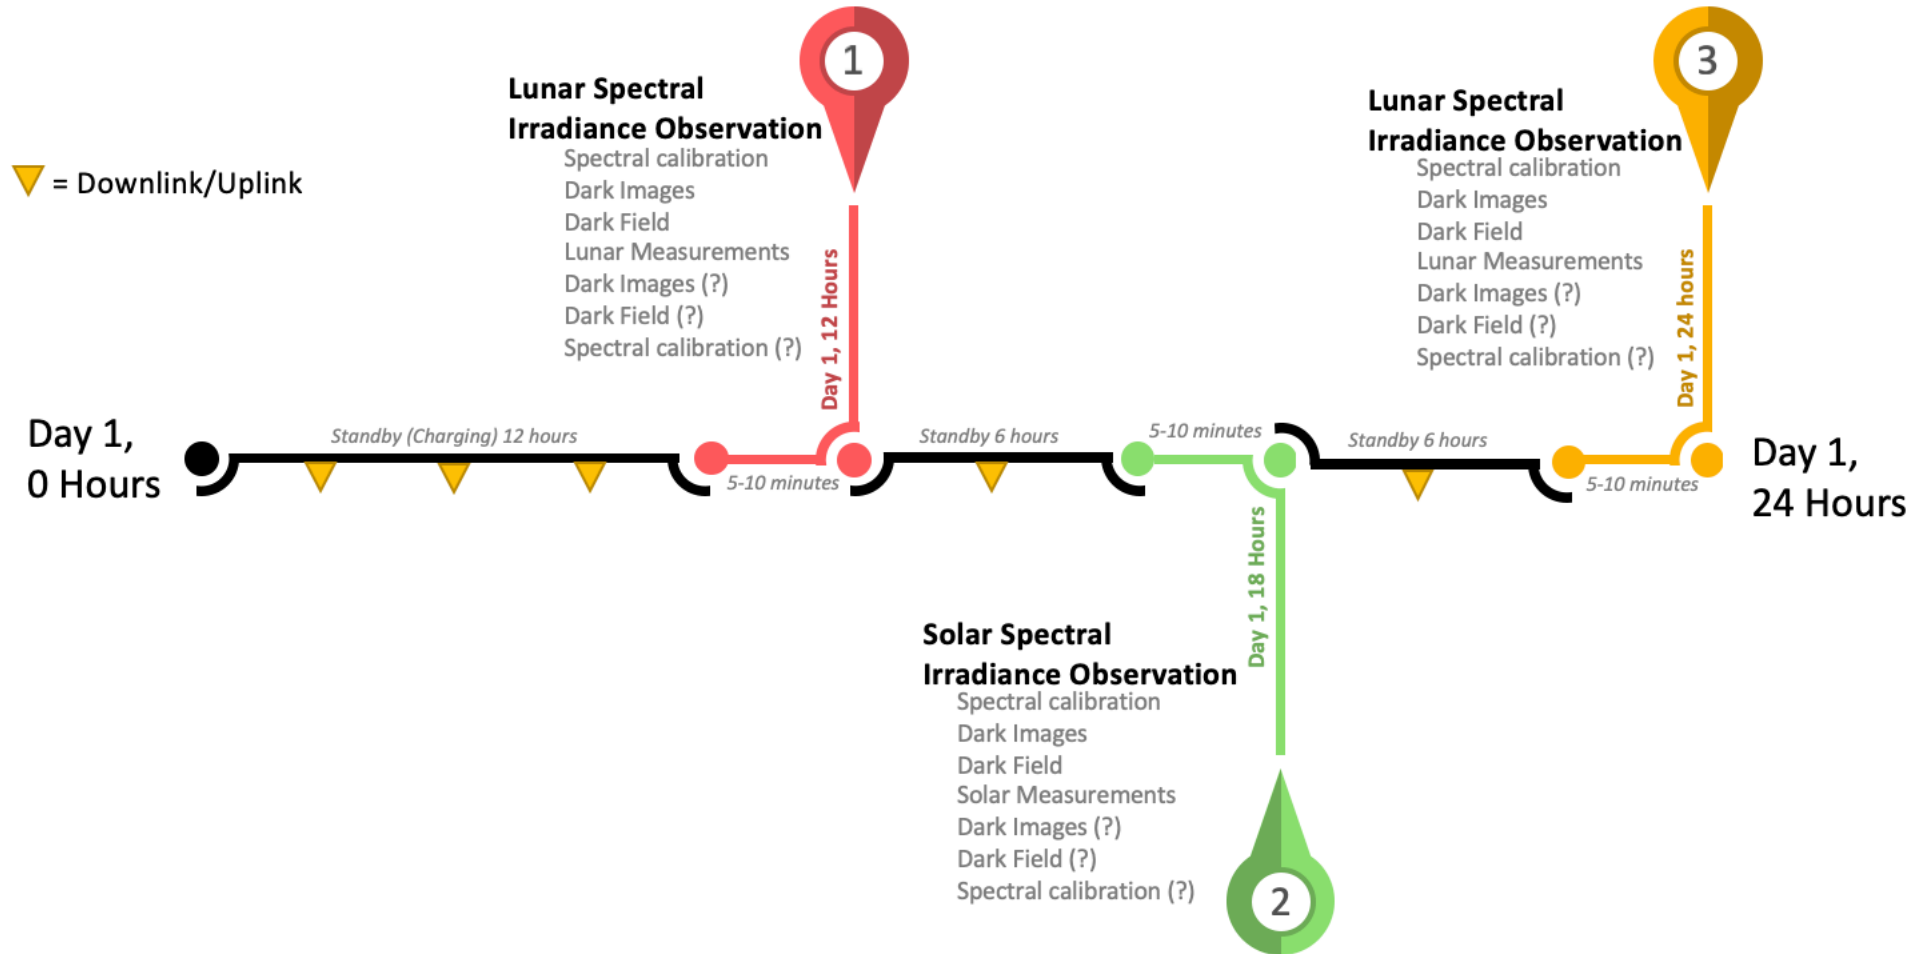 1
Lunar Spectral
Irradiance Observation
Spectral calibration
Dark Images
Dark Field
Lunar Measurements
Dark Images (?)
Dark Field (?)
Spectral calibration (?)
Day 1, 12 Hours
3
Lunar Spectral
Irradiance Observation
Spectral calibration
Dark Images
Dark Field
Lunar Measurements
Dark Images (?)
Dark Field (?)
Spectral calibration (?)
Day 1, 24 hours
= Downlink/Uplink
Day 1,
0 Hours
Standby (Charging) 12 hours
5-10 minutes
Standby 6 hours
5-10 minutes
Standby 6 hours
5-10 minutes
Day 1,
24 Hours
Day 1, 18 Hours
Solar Spectral
Irradiance Observation
Spectral calibration
Dark Images
Dark Field
Solar Measurements
Dark Images (?)
Dark Field (?)
Spectral calibration (?)
2